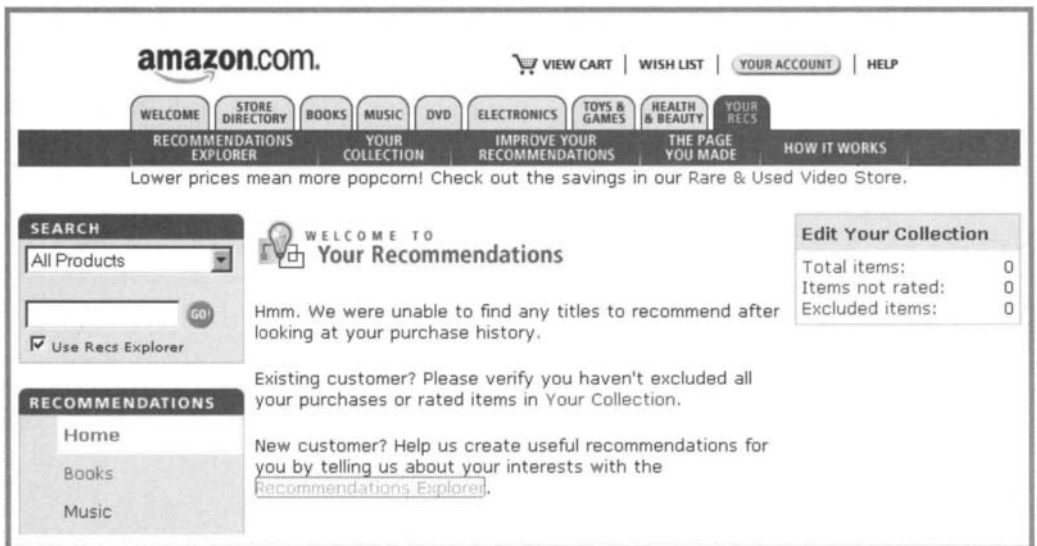 amazon.com.
VIEW CART | WISH LIST | YOUR ACCOUNT | HELP
WELCOME
STORE
DIRECTORY
BOOKS
MUSIC
DVD
ELECTRONICS
TOYS &
GAMES
HEALTH
& BEAUTY
YOUR
RECS
RECOMMENDATIONS
EXPLORER
YOUR
COLLECTION
IMPROVE YOUR
RECOMMENDATIONS
THE PAGE
YOU MADE
HOW IT WORKS
Lower prices mean more popcorn! Check out the savings in our Rare & Used Video Store.
SEARCH
All Products
GO!
Use Recs Explorer
RECOMMENDATIONS
Home
Books
Music
WELCOME TO
Your Recommendations
Hmm. We were unable to find any titles to recommend after
looking at your purchase history.
Existing customer? Please verify you haven't excluded all
your purchases or rated items in Your Collection.
New customer? Help us create useful recommendations for
you by telling us about your interests with the
Recommendations Explorer.
Edit Your Collection
Total items: 0
Items not rated: 0
Excluded items: 0